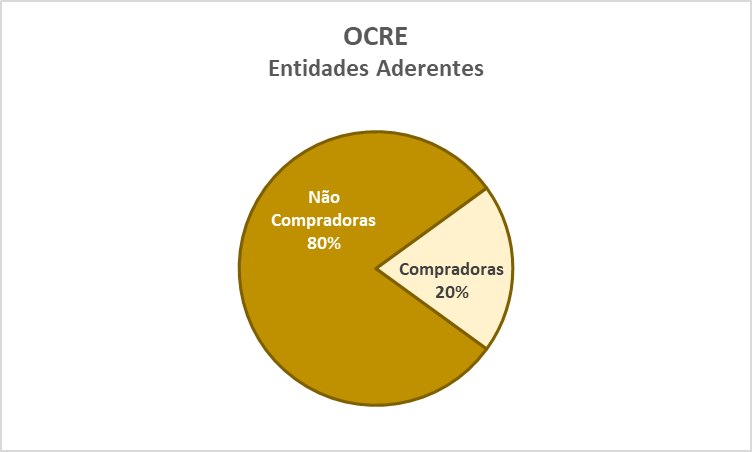 OCRE
Entidades Aderentes
Não
Compradoras
80%
Compradoras
20%